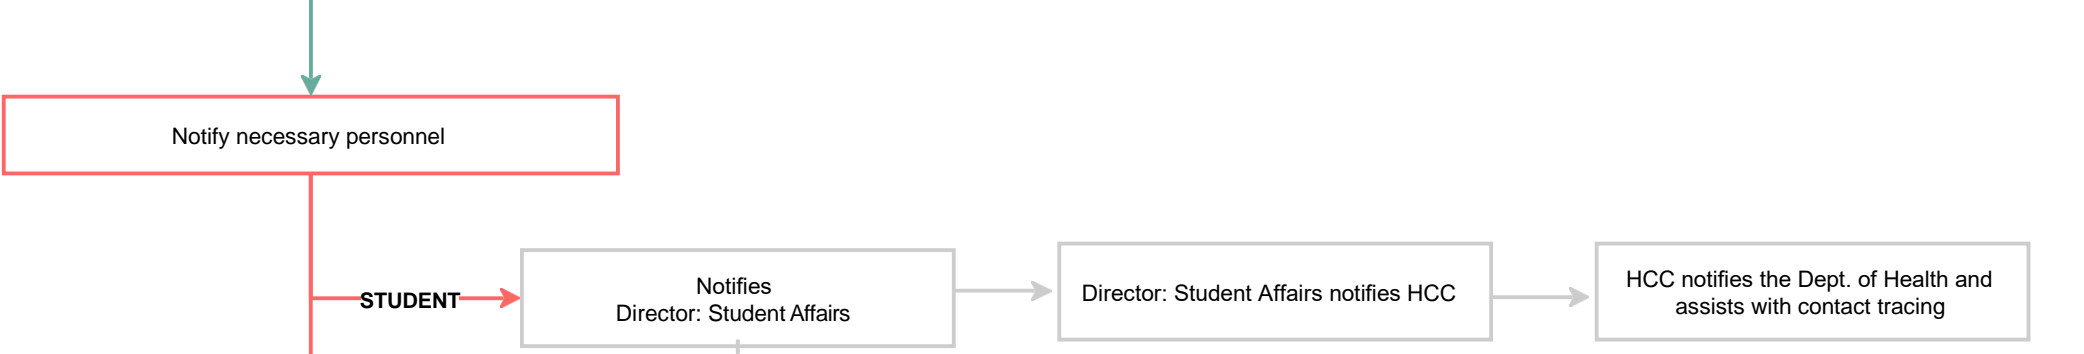 Notify necessary personnel
STUDENT
Notifies
Director: Student Affairs
Director: Student Affairs notifies HCC
HCC notifies the Dept. of Health and
assists with contact tracing